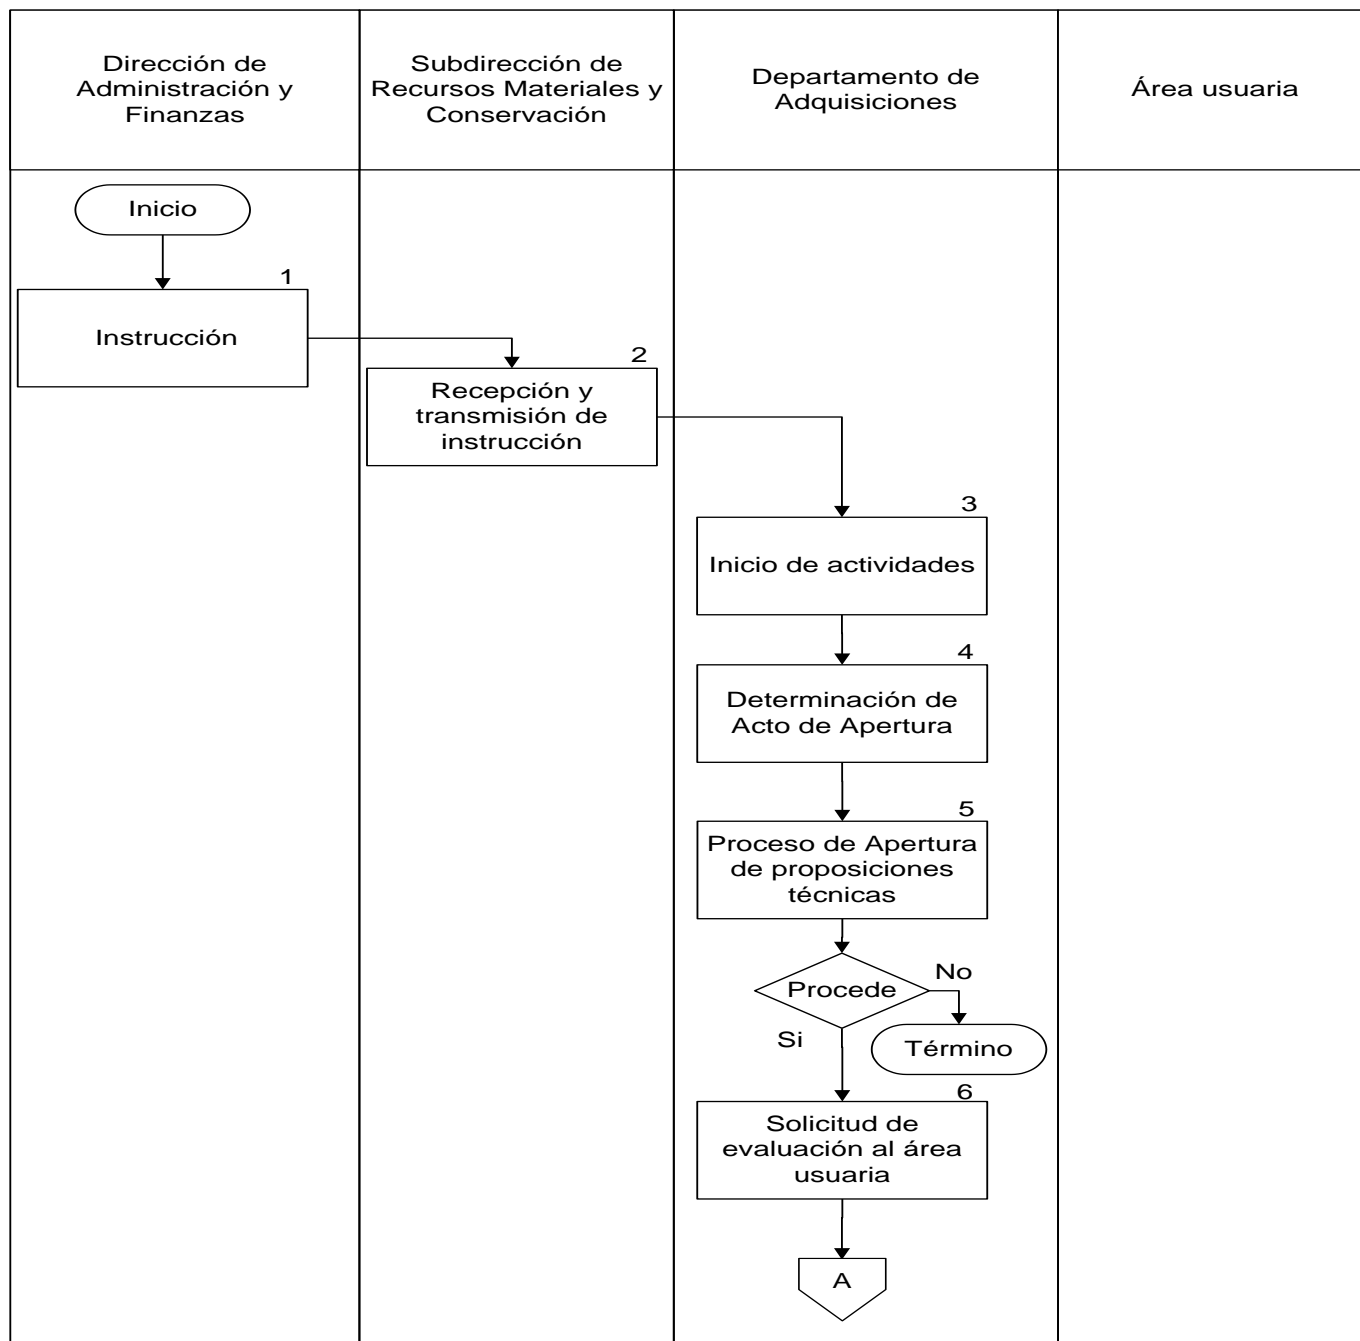 Dirección de
Administración y
Finanzas
Subdirección de
Recursos Materiales y
Conservación
Departamento de
Adquisiciones
Área usuaria
Inicio
1
Instrucción
2
Recepción y
transmisión de
instrucción
3
Inicio de actividades
4
Determinación de
Acto de Apertura
5
Proceso de Apertura
de proposiciones
técnicas
Procede
No
Si
Término
6
Solicitud de
evaluación al área
usuaria
A